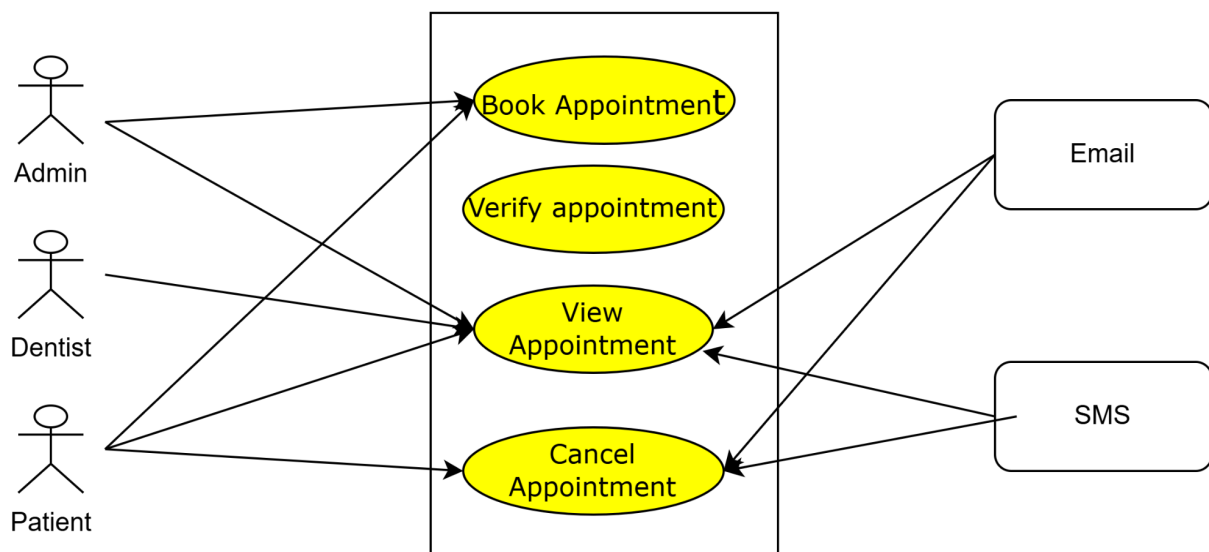 Admin
Dentist
Patient
Book Appointment
Verify appointment
View
Appointment
Cancel
Appointment
Email
SMS